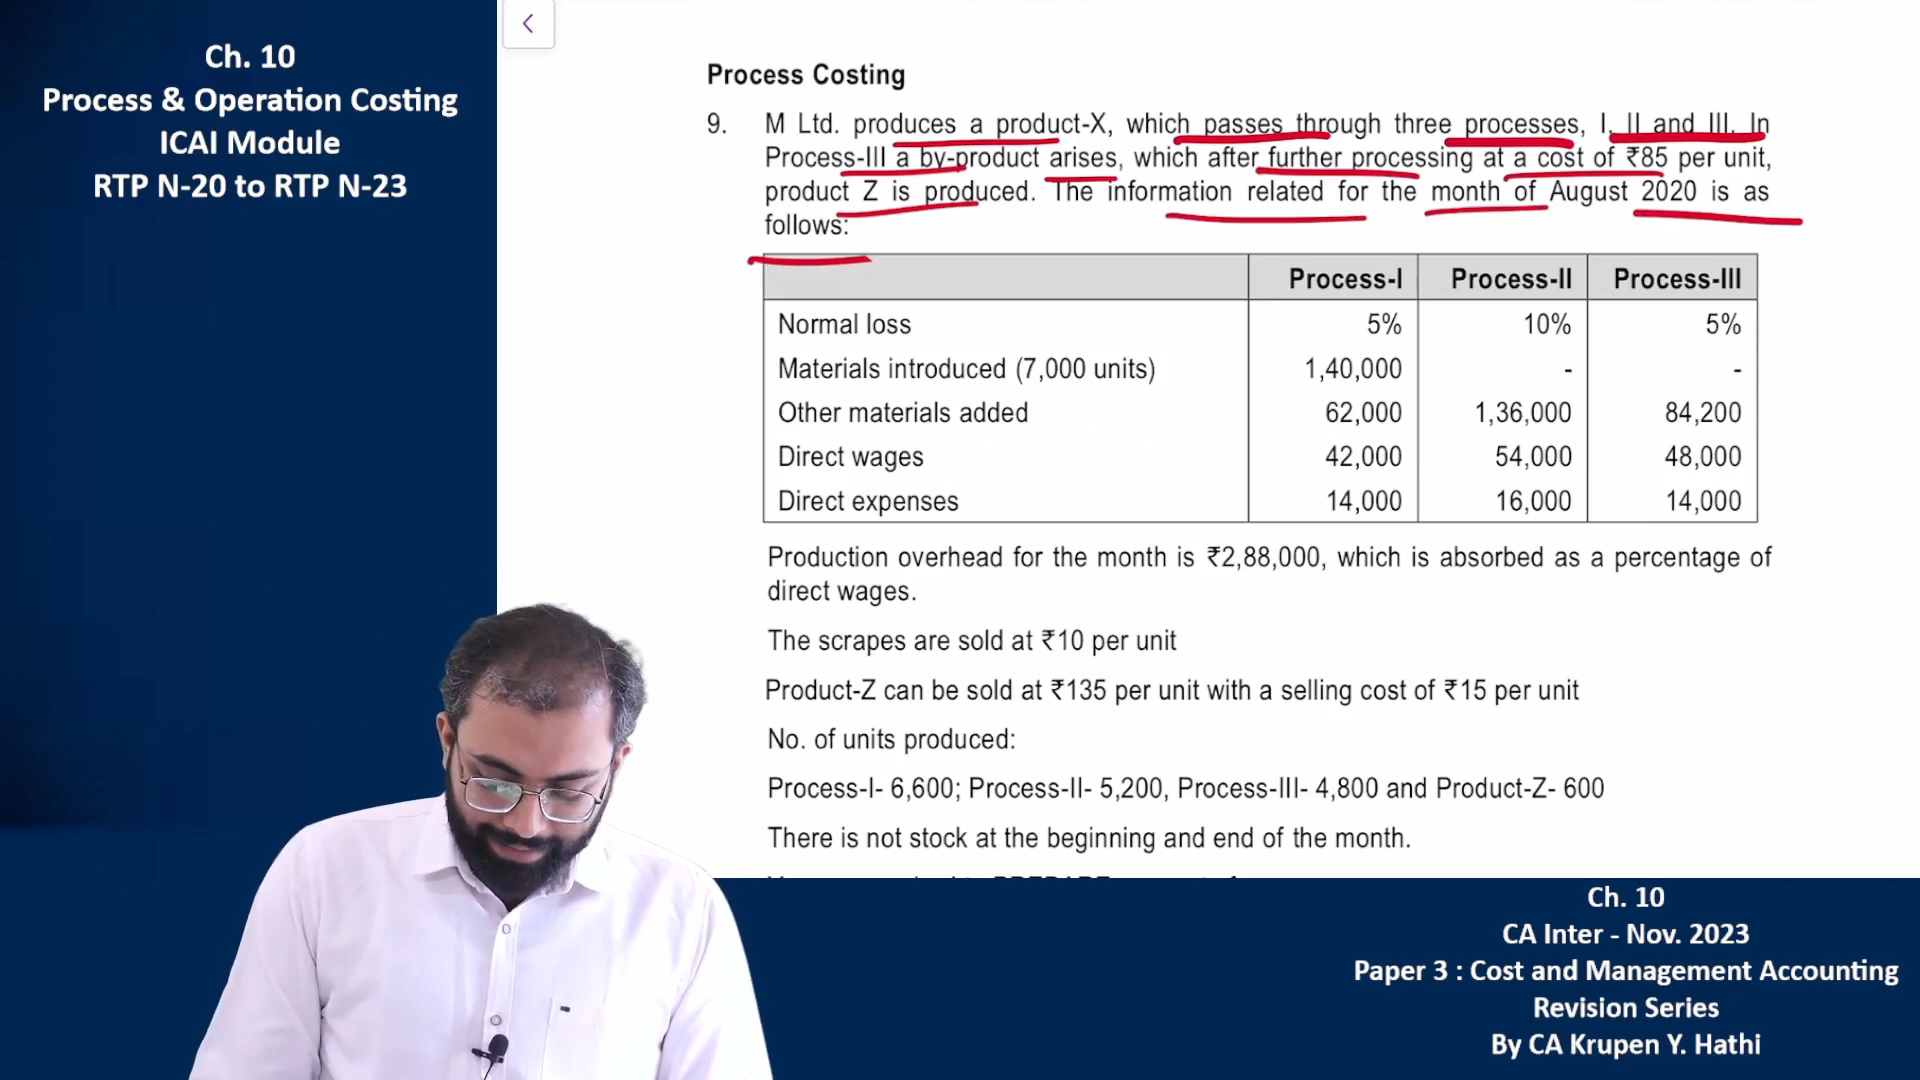 Ch. 10
Process & Operation Costing
ICAI Module
RTP N-20 to RTP N-23
Process Costing
9. M Ltd. produces a product-X, which passes through three processes, I, II and III. In
Process-III a by-product arises, which after further processing at a cost of ₹85 per unit,
product Z is produced. The information related for the month of August 2020 is as
follows:
Process-I Process-II Process-III
Normal loss 5% 10% 5%
Materials introduced (7,000 units) 1,40,000 - -
Other materials added 62,000 1,36,000 84,200
Direct wages 42,000 54,000 48,000
Direct expenses 14,000 16,000 14,000
Production overhead for the month is ₹2,88,000, which is absorbed as a percentage of
direct wages.
The scrapes are sold at ₹10 per unit
Product-Z can be sold at ₹135 per unit with a selling cost of ₹15 per unit
No. of units produced:
Process-I- 6,600; Process-II- 5,200, Process-III- 4,800 and Product-Z- 600
There is not stock at the beginning and end of the month.
Ch. 10
CA Inter - Nov. 2023
Paper 3 : Cost and Management Accounting
Revision Series
By CA Krupen Y. Hathi